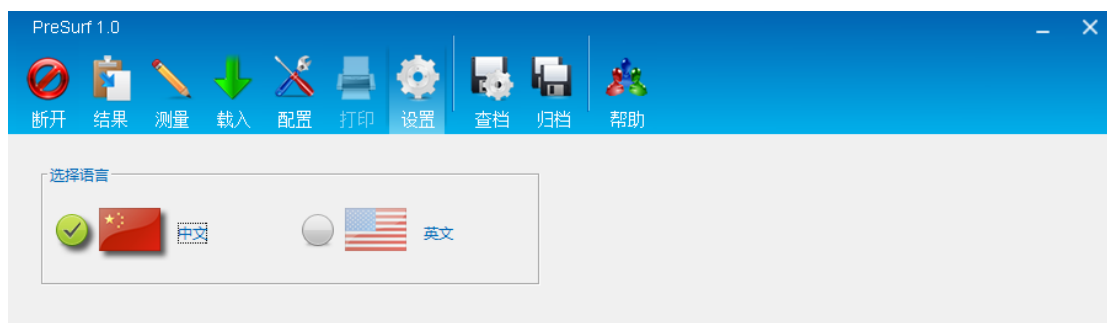 PreSurf 1.0
断开 结果 测量 载入 配置 打印 设置 查档 归档 帮助
选择语言
中文 英文